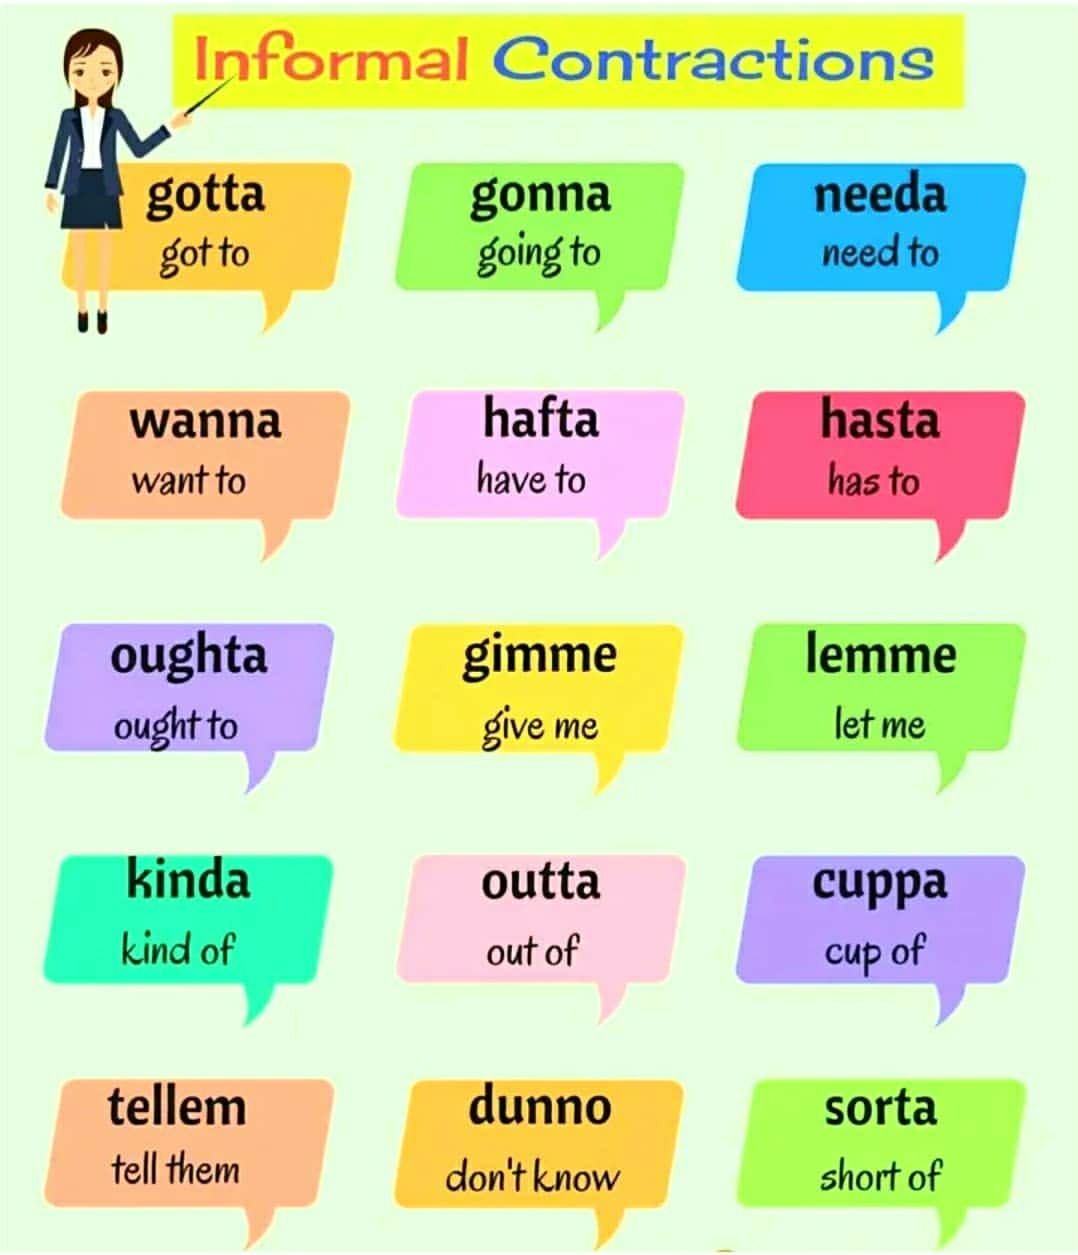 Informal Contractions
gotta
got to
gonna
going to
needa
need to
wanna
want to
hafta
have to
hasta
has to
oughta
ought to
gimme
give me
lemme
let me
kinda
kind of
outta
out of
cuppa
cup of
tellem
tell them
dunno
don't know
sorta
short of